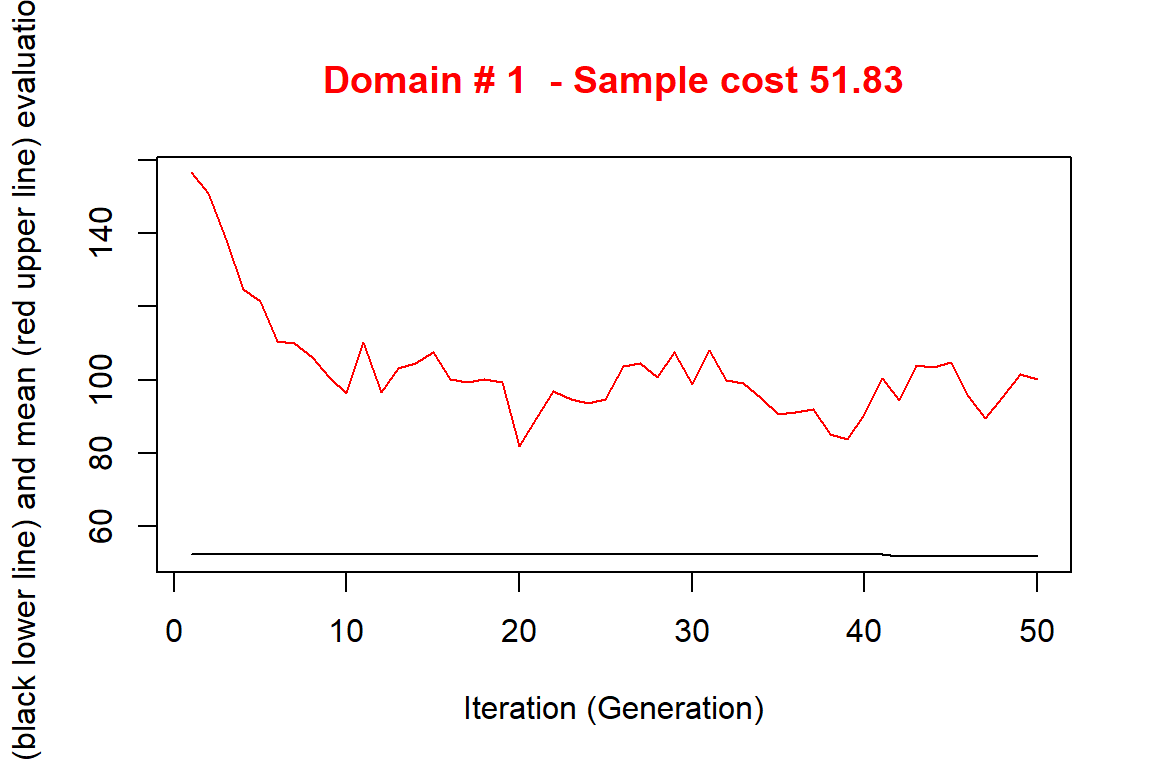 Domain # 1  - Sample cost 51.83
(black lower line) and mean (red upper line) evaluatio
140
100
80
60
0 10 20 30 40 50
Iteration (Generation)